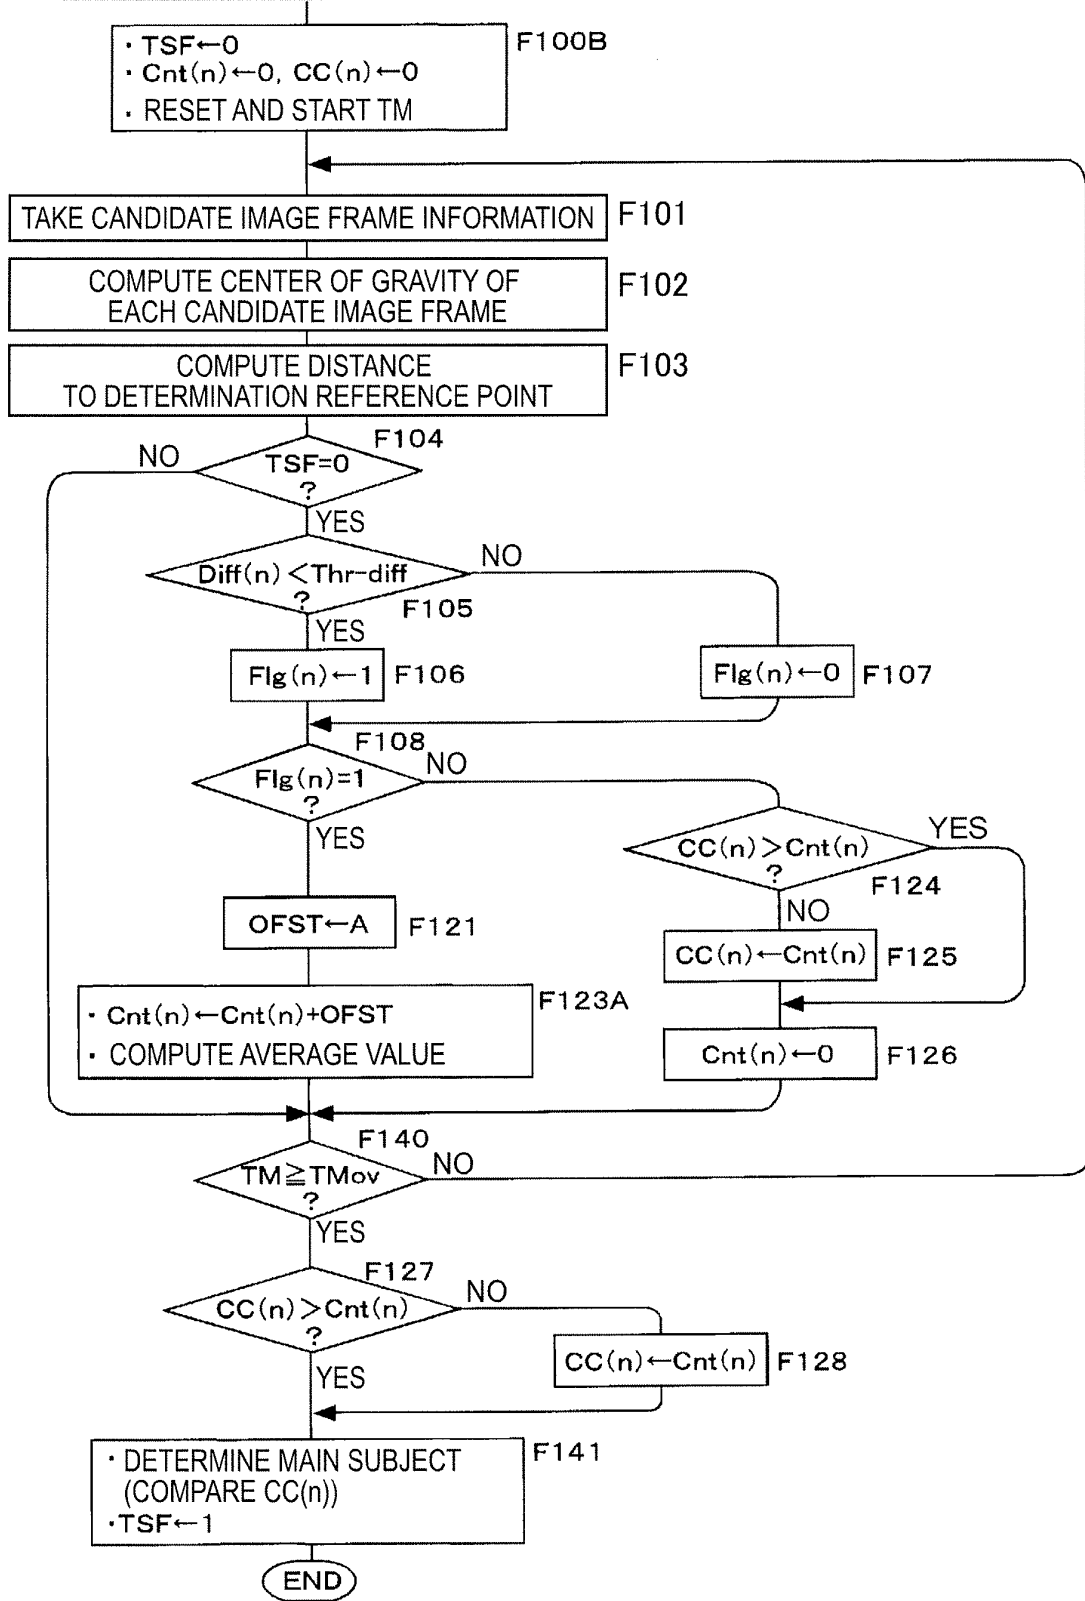 · TSF←0
F100B
· Cnt(n)←0, CC(n)←0
· RESET AND START TM
TAKE CANDIDATE IMAGE FRAME INFORMATION
F101
COMPUTE CENTER OF GRAVITY OF
EACH CANDIDATE IMAGE FRAME
F102
COMPUTE DISTANCE
TO DETERMINATION REFERENCE POINT
F103
F104
NO
TSF=0
?
YES
NO
Diff(n)<Thr-diff
?
F105
YES
Flg(n)←1
F106
Flg(n)←0
F107
F108
NO
Flg(n)=1
?
YES
YES
CC(n)>Cnt(n)
?
F124
NO
OFST←A
F121
CC(n)←Cnt(n)
F125
F123A
· Cnt(n)←Cnt(n)+OFST
· COMPUTE AVERAGE VALUE
Cnt(n)←0
F126
F140
NO
TM≧TMov
?
YES
F127
NO
CC(n)>Cnt(n)
?
YES
CC(n)←Cnt(n)
F128
F141
· DETERMINE MAIN SUBJECT
(COMPARE CC(n))
·TSF←1
END